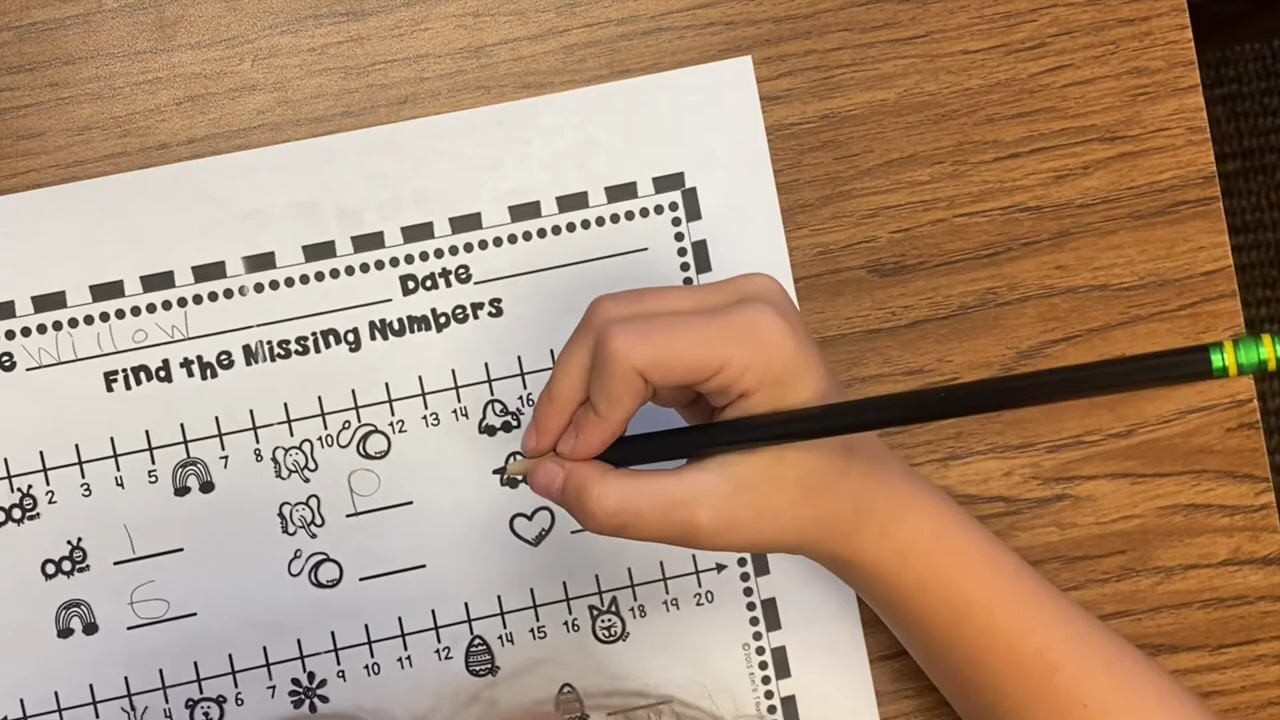 e Willow Date
Find the Missing Numbers
2 3 4 5 7 8 10 12 13 14 16
1
6
4 6 7 9 10 11 12 14 15 16 18 19 20